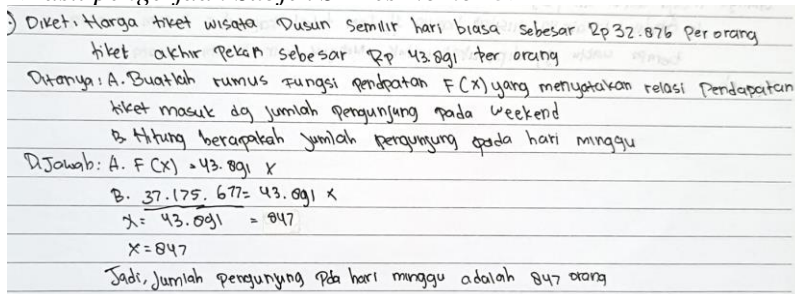 Diket: Harga tiket wisata Dusun Semilir hari biasa sebesar Rp 32.876 per orang
tiket akhir pekan sebesar Rp 43.891 ter orang
Ditanya: A. Buatlah rumus Fungsi pendpatan F(x) yang menyatakan relasi Pendapatan
tiket masuk dg jumlah pengunjung pada weekend
B. Hitung berapakah jumlah pengunjung pada hari minggu
DiJawab: A. F(x) = 43.891 x
B. 37.175.677 = 43.891 x
x = 43.891 = 847
x = 847
Jadi, Jumlah pengunjung Pda hari minggu adalah 847 orang